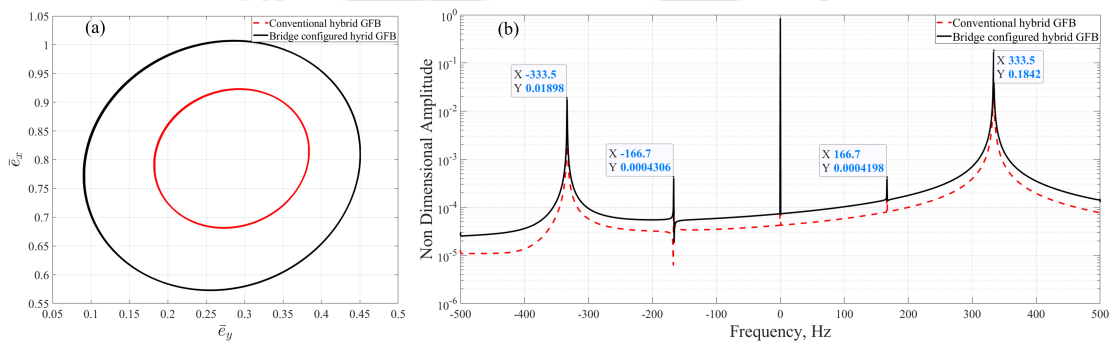 (a)
Conventional hybrid GFB
Bridge configured hyrid GFB
1.05
1
0.95
0.9
0.85
0.8
0.75
0.7
0.65
0.6
0.55
ēx
0.05 0.1 0.15 0.2 0.25 0.3 0.35 0.4 0.45 0.5
ēy
(b)
Conventional hybrid GFB
Bridge configured hybrid GFB
10^0
10^-1
10^-2
10^-3
10^-4
10^-5
10^-6
Non Dimensional Amplitude
X -333.5
Y 0.01898
X -166.7
Y 0.0004306
X 166.7
Y 0.0004198
X 333.5
Y 0.1842
-500 -400 -300 -200 -100 0 100 200 300 400 500
Frequency, Hz